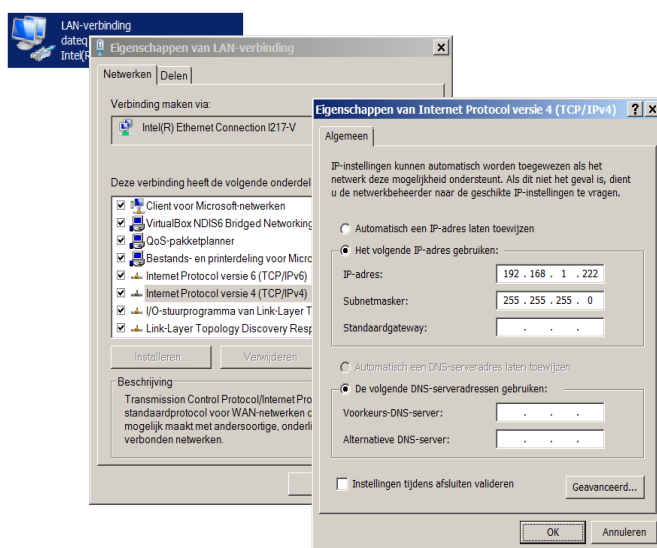 LAN-verbinding
dateq
Intel(R
Eigenschappen van LAN-verbinding
Netwerken
Delen
Verbinding maken via:
Intel(R) Ethernet Connection I217-V
Deze verbinding heeft de volgende onderdel
Client voor Microsoft-netwerken
VirtualBox NDIS6 Bridged Networking
QoS-pakketplanner
Bestands- en printerdeling voor Micro
Internet Protocol versie 6 (TCP/IPv6)
Internet Protocol versie 4 (TCP/IPv4)
I/O-stuurprogramma van Link-Layer T
Link-Layer Topology Discovery Resp
Installeren...
Verwijderen
Beschrijving
Transmission Control Protocol/Internet Pro
standaardprotocol voor WAN-netwerken d
mogelijk maakt met andersoortige, onderli
verbonden netwerken.
Eigenschappen van Internet Protocol versie 4 (TCP/IPv4)
Algemeen
IP-instellingen kunnen automatisch worden toegewezen als het
netwerk deze mogelijkheid ondersteunt. Als dit niet het geval is, dient
u de netwerkbeheerder naar de geschikte IP-instellingen te vragen.
Automatisch een IP-adres laten toewijzen
Het volgende IP-adres gebruiken:
IP-adres: 192 . 168 . 1 . 222
Subnetmasker: 255 . 255 . 255 . 0
Standaardgateway: . . .
Automatisch een DNS-serveradres laten toewijzen
De volgende DNS-serveradressen gebruiken:
Voorkeurs-DNS-server: . . .
Alternatieve DNS-server: . . .
Instellingen tijdens afsluiten valideren
Geavanceerd...
OK
Annuleren